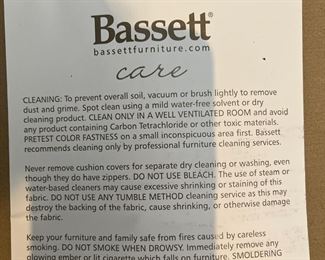 Bassett®
bassettfurniture.com
care
CLEANING: To prevent overall soil, vacuum or brush lightly to remove
dust and grime. Spot clean using a mild water-free solvent or dry
cleaning product. CLEAN ONLY IN A WELL VENTILATED ROOM and avoid
any product containing Carbon Tetrachloride or other toxic materials.
PRETEST COLOR FASTNESS on a small inconspicuous area first. Bassett
recommends cleaning only by professional furniture cleaning services.
Never remove cushion covers for separate dry cleaning or washing, even
though they do have zippers. DO NOT USE BLEACH. The use of steam or
water-based cleaners may cause excessive shrinking or staining of this
fabric. DO NOT USE ANY TUMBLE METHOD cleaning service as this may
destroy the backing of the fabric, cause shrinking, or otherwise damage
it.
Keep your furniture and family safe from fires caused by careless
smoking. DO NOT SMOKE WHEN DROWSY. Immediately remove any
glowing ember or lit cigarette which falls on furniture. SMOLDERING